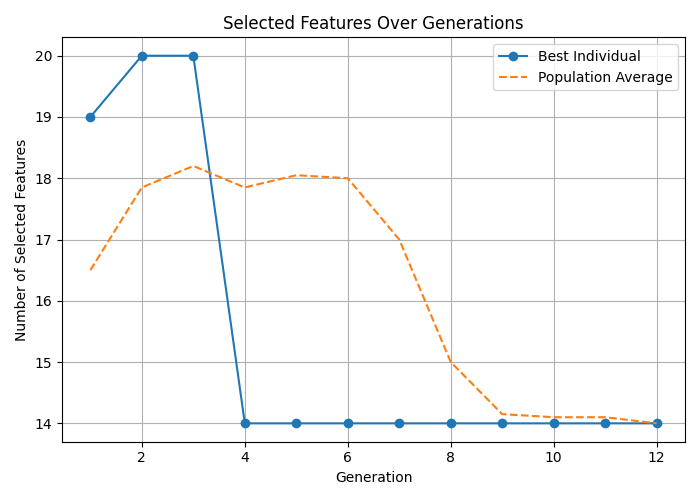 Selected Features Over Generations
Best Individual
Population Average
Number of Selected Features
20
19
18
17
16
15
14
2 4 6 8 10 12
Generation